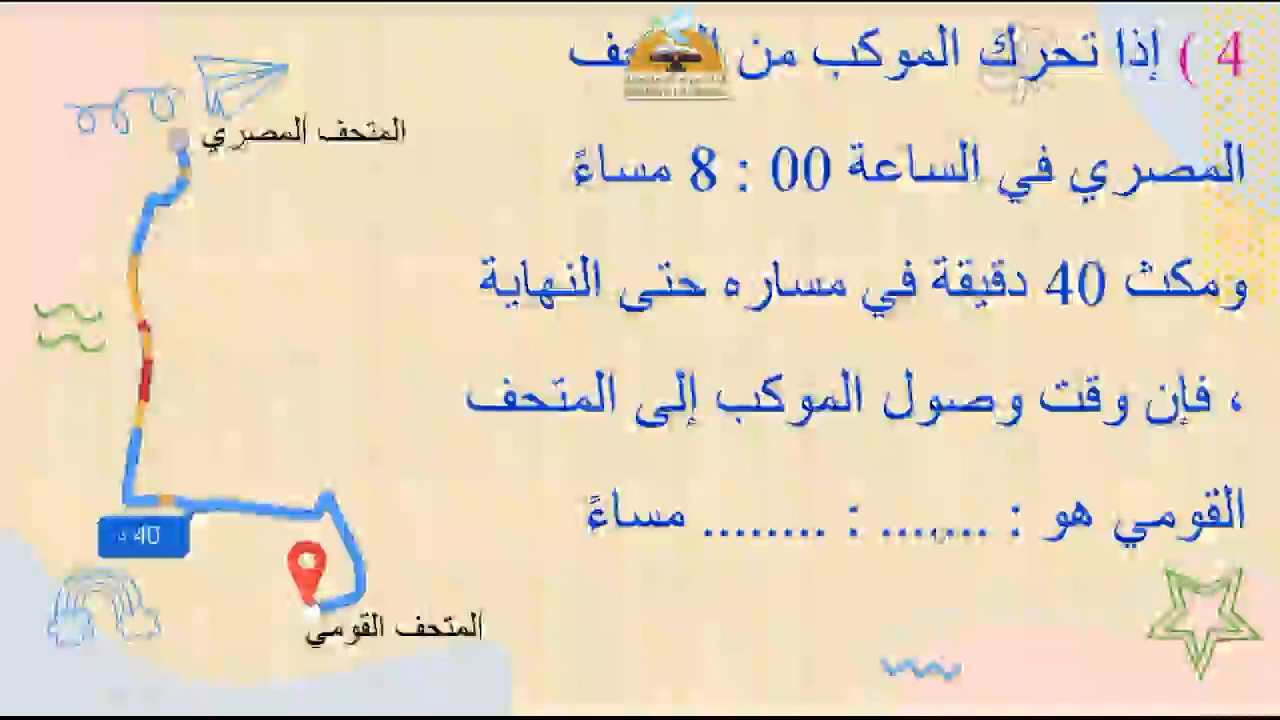 4 ) إذا تحرك الموكب من
المصري في الساعة 00 : 8 مساءً
ومكث 40 دقيقة في مساره حتى النهاية
، فإن وقت وصول الموكب إلى المتحف
القومي هو : ........ : ........ مساءً
المتحف المصري
40 د
المتحف القومي